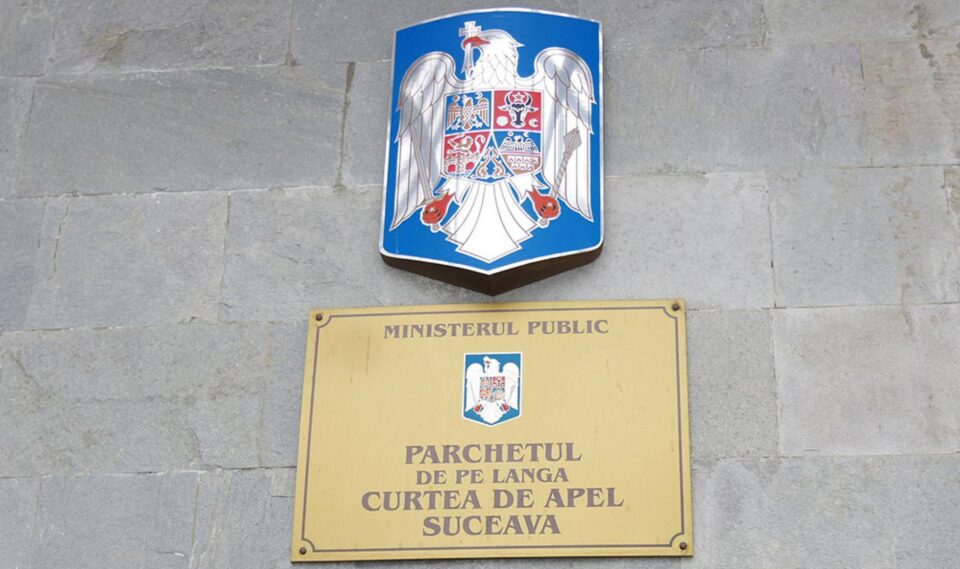 MINISTERUL PUBLIC
PARCHETUL
DE PE LANGA
CURTEA DE APEL
SUCEAVA